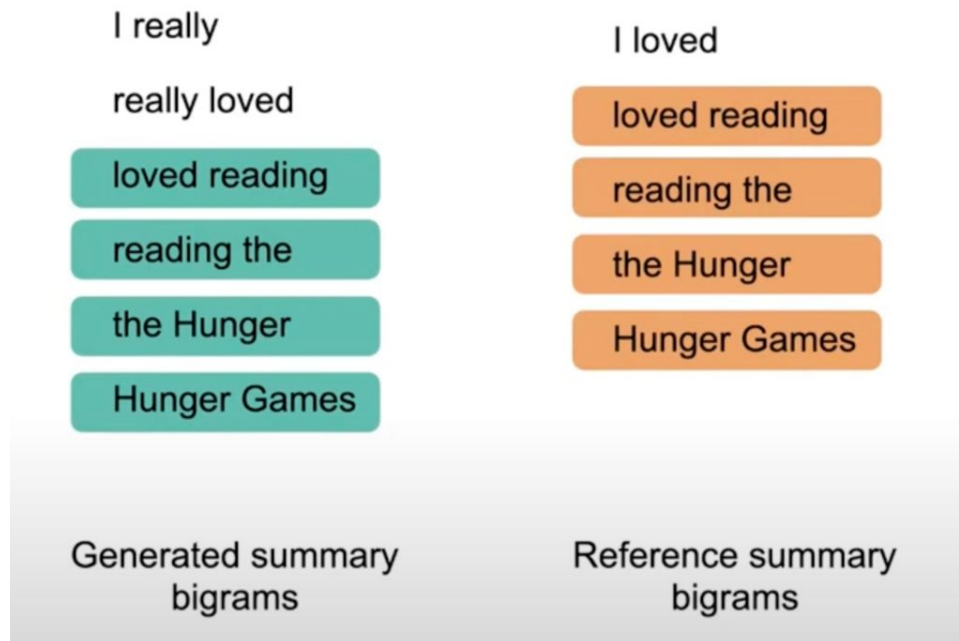 I really
really loved
loved reading
reading the
the Hunger
Hunger Games
Generated summary
bigrams
I loved
loved reading
reading the
the Hunger
Hunger Games
Reference summary
bigrams